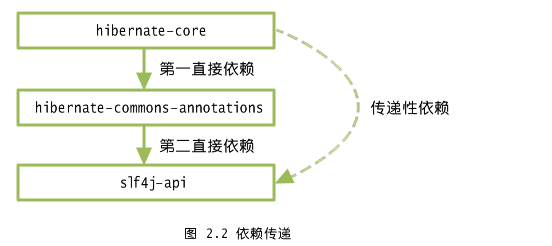 hibernate-core
第一直接依赖
hibernate-commons-annotations
传递性依赖
第二直接依赖
slf4j-api
图 2.2 依赖传递